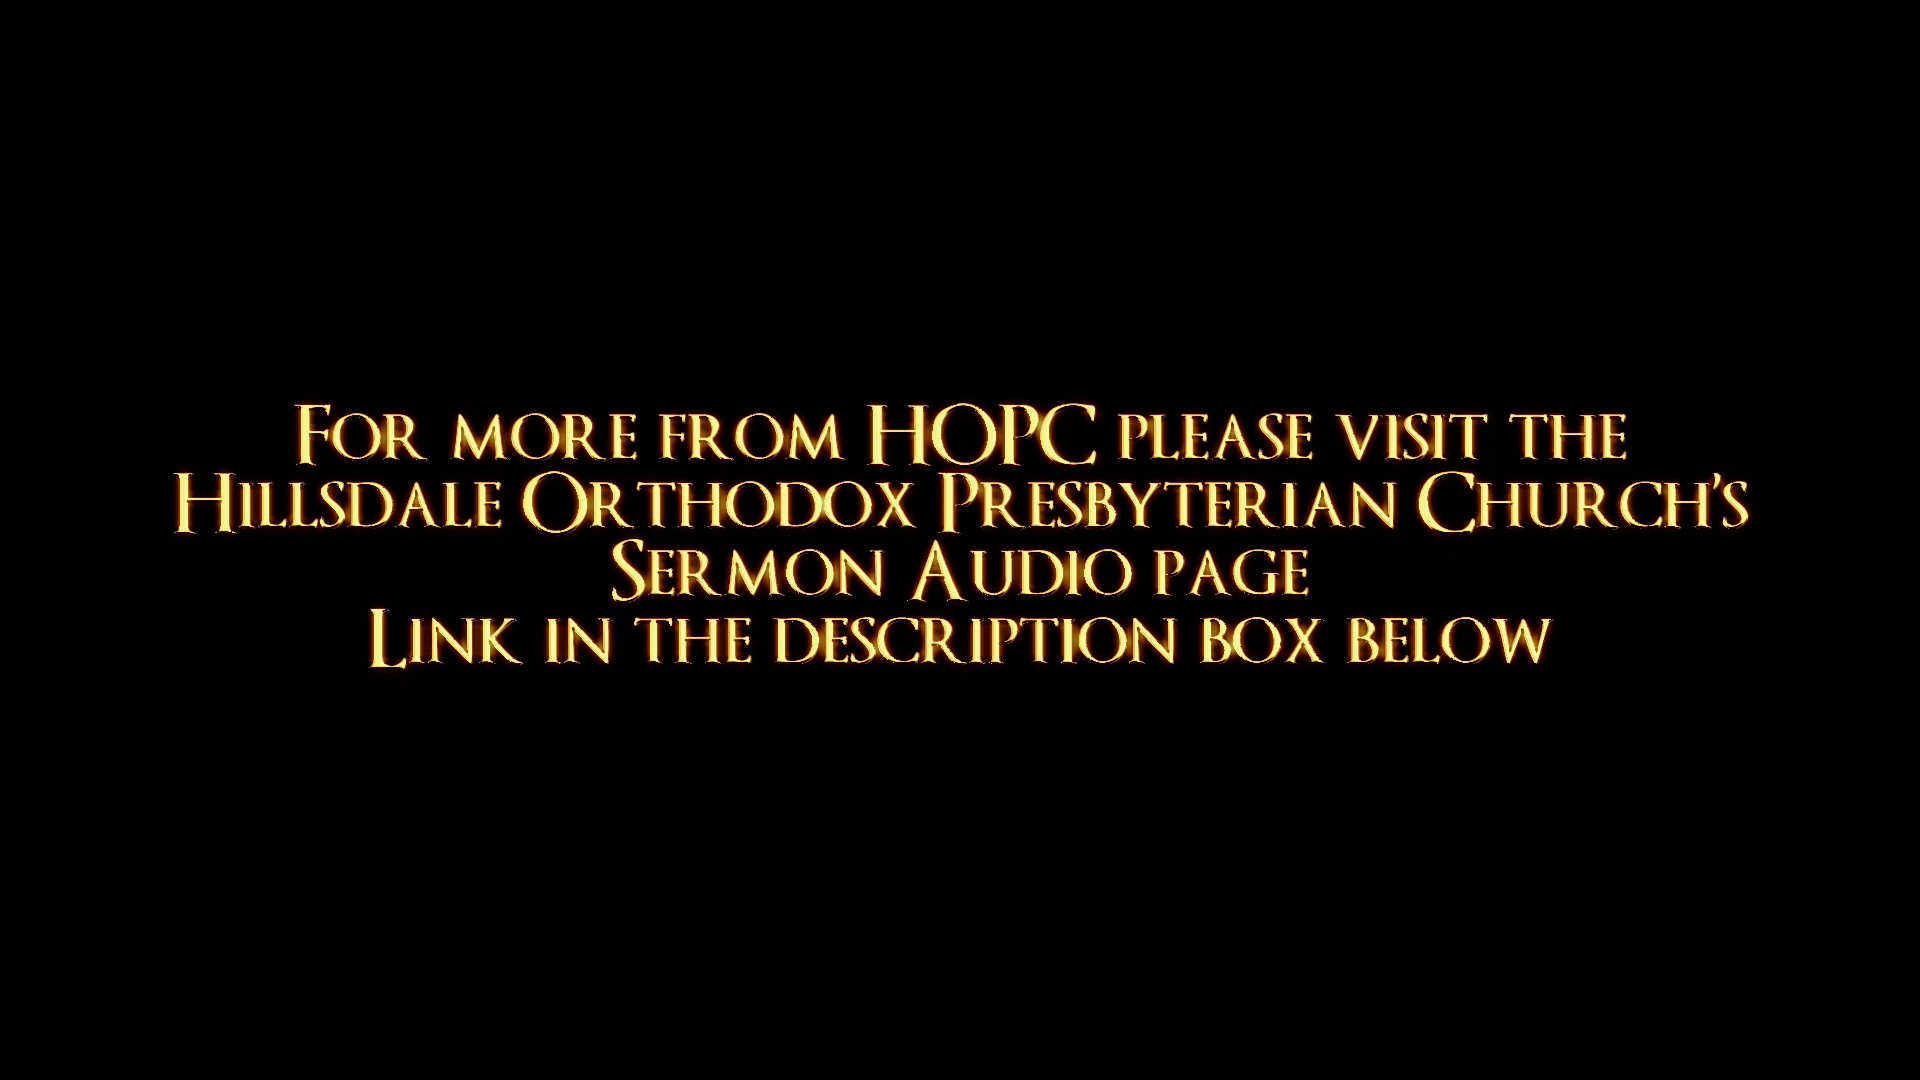 For more from HOPC please visit the
Hillsdale Orthodox Presbyterian Church's
Sermon Audio page
Link in the description box below